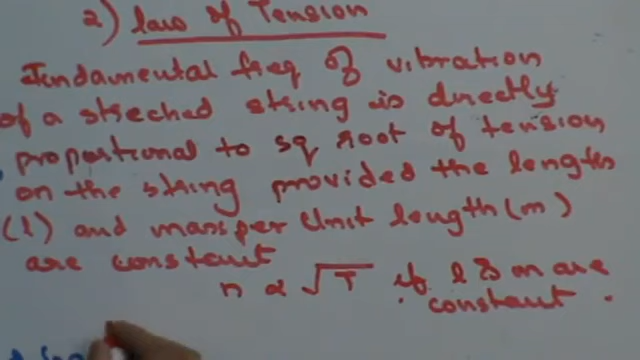 2) law of Tension
Fundamental freq of vibration
of a streched string is directly
proportional to sq root of tension
on the string provided the length
(l) and mass per Unit length (m)
are constant
n ∝ √T if l & m are
constant.